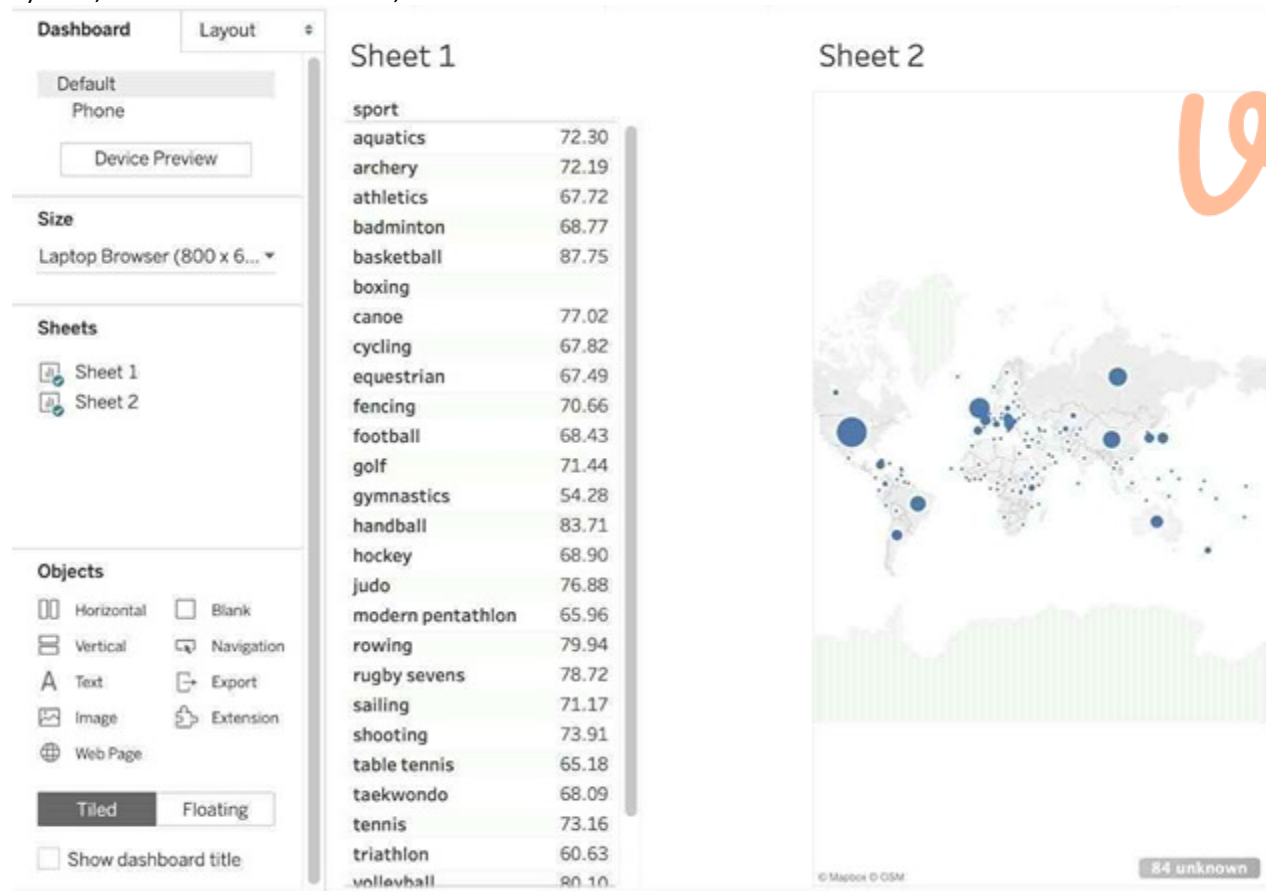 Dashboard
Layout
Default
Phone
Device Preview
Size
Laptop Browser (800 x 6...
Sheets
Sheet 1
Sheet 2
Objects
Horizontal
Blank
Vertical
Navigation
Text
Export
Image
Extension
Web Page
Tiled
Floating
Show dashboard title
Sheet 1
sport
aquatics 72.30
archery 72.19
athletics 67.72
badminton 68.77
basketball 87.75
boxing
canoe 77.02
cycling 67.82
equestrian 67.49
fencing 70.66
football 68.43
golf 71.44
gymnastics 54.28
handball 83.71
hockey 68.90
judo 76.88
modern pentathlon 65.96
rowing 79.94
rugby sevens 78.72
sailing 71.17
shooting 73.91
table tennis 65.18
taekwondo 68.09
tennis 73.16
triathlon 60.63
volleyball 80.10
Sheet 2
© Mapbox © OSM
84 unknown